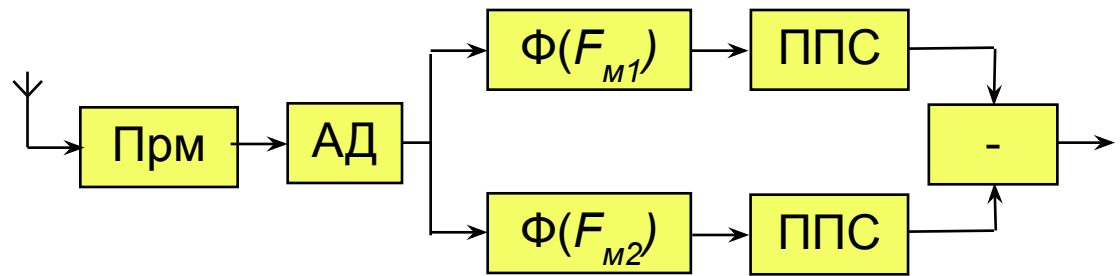 Ф(Fм1)
ППС
Прм
АД
-
Ф(Fм2)
ППС